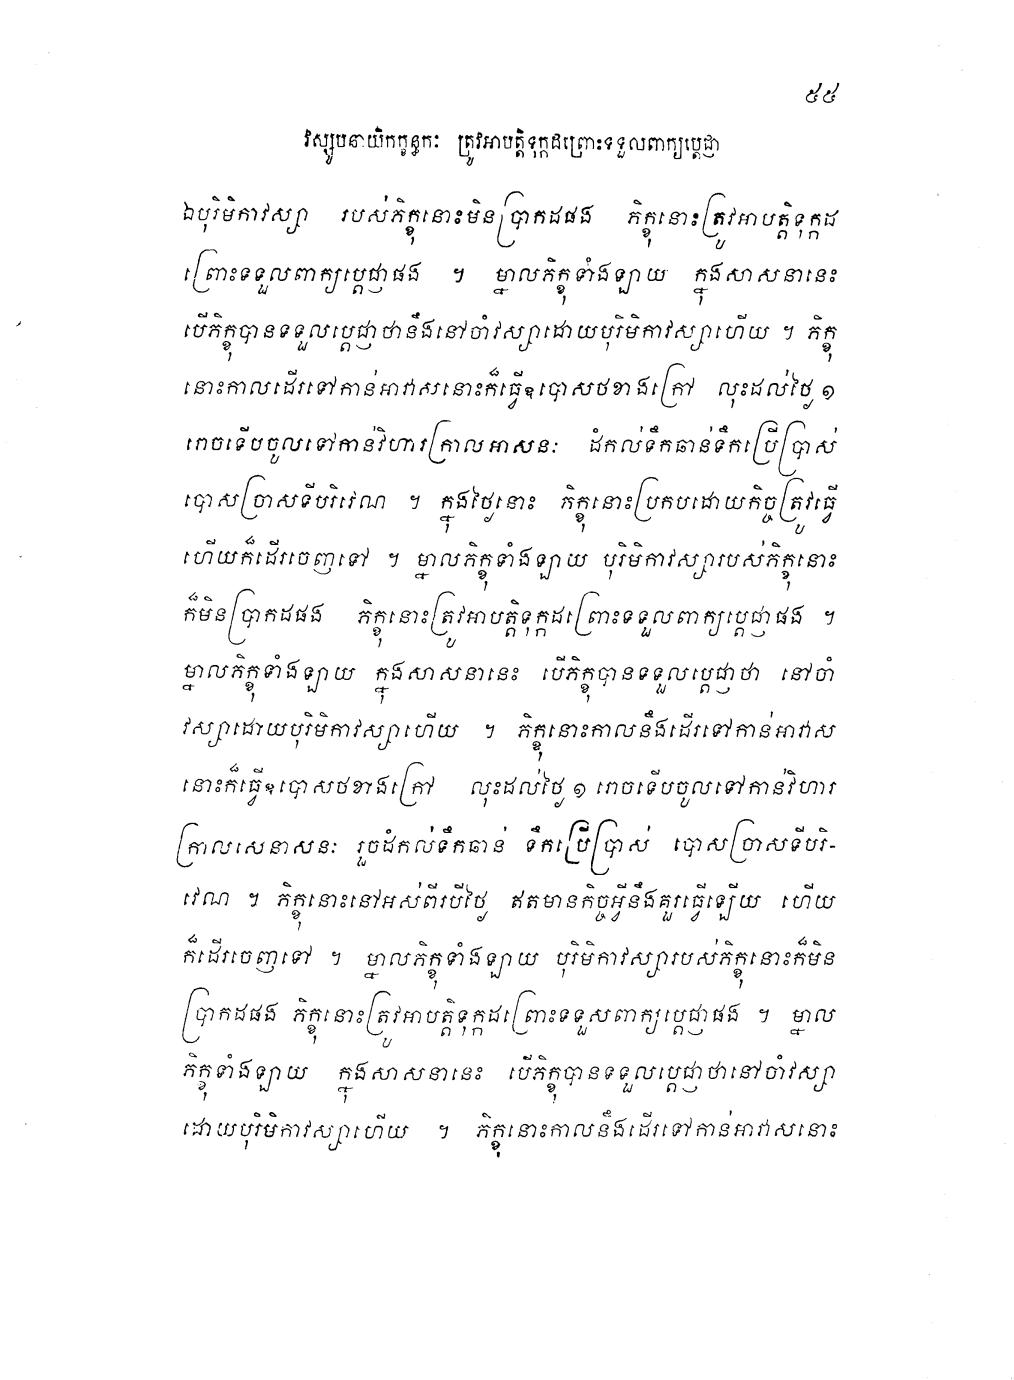 ៥៥
វស្សូបនាយិកក្ខន្ធកៈ ត្រូវអាបត្តិទុក្កដព្រោះទទួលពាក្យប្តេជ្ញា
ឯបុរិមិកាវស្សា របស់ភិក្ខុនោះមិនប្រាកដផង ភិក្ខុនោះត្រូវអាបត្តិទុក្កដ
ព្រោះទទួលពាក្យប្តេជ្ញាផង ។ ម្នាលភិក្ខុទាំងឡាយ ក្នុងសាសនានេះ
បើភិក្ខុបានទទួលប្តេជ្ញាថានឹងនៅចាំវស្សាដោយបុរិមិកាវស្សាហើយ ។ ភិក្ខុ
នោះកាលដើរទៅកាន់អាវាសនោះក៏ធ្វើឧបោសថខាងក្រៅ លុះដល់ថ្ងៃ ១
រោចទើបចូលទៅកាន់វិហារក្រាលអាសនៈ ដំកល់ទឹកឆាន់ទឹកប្រើប្រាស់
បោសច្រាសទីបរិវេណ ។ ក្នុងថ្ងៃនោះ ភិក្ខុនោះប្រកបដោយកិច្ចត្រូវធ្វើ
ហើយក៏ដើរចេញទៅ ។ ម្នាលភិក្ខុទាំងឡាយ បុរិមិកាវស្សារបស់ភិក្ខុនោះ
ក៏មិនប្រាកដផង ភិក្ខុនោះត្រូវអាបត្តិទុក្កដព្រោះទទួលពាក្យប្តេជ្ញាផង ។
ម្នាលភិក្ខុទាំងឡាយ ក្នុងសាសនានេះ បើភិក្ខុបានទទួលប្តេជ្ញាថា នៅចាំ
វស្សាដោយបុរិមិកាវស្សាហើយ ។ ភិក្ខុនោះកាលនឹងដើរទៅកាន់អាវាស
នោះក៏ធ្វើឧបោសថខាងក្រៅ លុះដល់ថ្ងៃ ១ រោចទើបចូលទៅកាន់វិហារ
ក្រាលសេនាសនៈ រួចដំកល់ទឹកឆាន់ ទឹកប្រើប្រាស់ បោសច្រាសទីបរិ-
វេណ ។ ភិក្ខុនោះនៅអស់ពីរបីថ្ងៃ ឥតមានកិច្ចអ្វីនឹងគួរធ្វើឡើយ ហើយ
ក៏ដើរចេញទៅ ។ ម្នាលភិក្ខុទាំងឡាយ បុរិមិកាវស្សារបស់ភិក្ខុនោះក៏មិន
ប្រាកដផង ភិក្ខុនោះត្រូវអាបត្តិទុក្កដព្រោះទទួលពាក្យប្តេជ្ញាផង ។ ម្នាល
ភិក្ខុទាំងឡាយ ក្នុងសាសនានេះ បើភិក្ខុបានទទួលប្តេជ្ញាថានៅចាំវស្សា
ដោយបុរិមិកាវស្សាហើយ ។ ភិក្ខុនោះកាលនឹងដើរទៅកាន់អាវាសនោះ